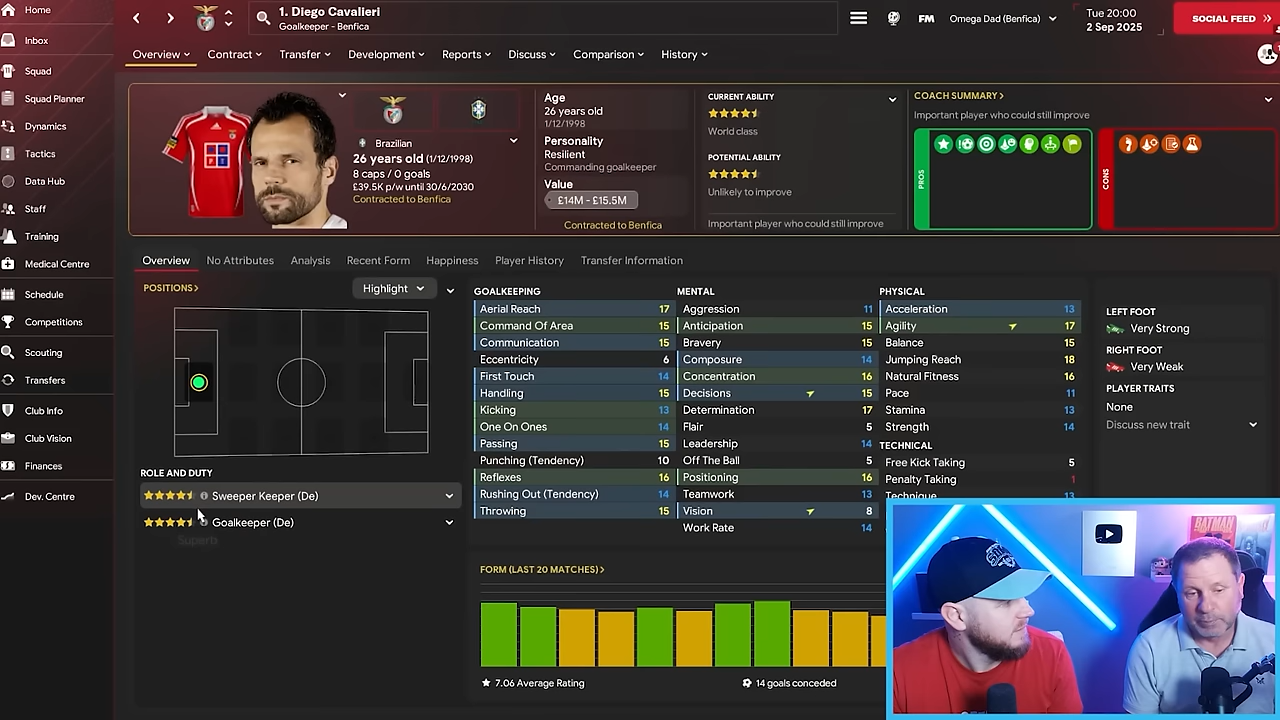 Home
Inbox
Squad
Squad Planner
Dynamics
Tactics
Data Hub
Staff
Training
Medical Centre
Schedule
Competitions
Scouting
Transfers
Club Info
Club Vision
Finances
Dev. Centre
1. Diego Cavalieri
Goalkeeper - Benfica
FM
Omega Dad (Benfica)
Tue 20:00
2 Sep 2025
SOCIAL FEED
Overview
Contract
Transfer
Development
Reports
Discuss
Comparison
History
Brazilian
26 years old (1/12/1998)
8 caps / 0 goals
£39.5K p/w until 30/6/2030
Contracted to Benfica
Age
26 years old
1/12/1998
Personality
Resilient
Commanding goalkeeper
Value
£14M - £15.5M
Contracted to Benfica
CURRENT ABILITY
World class
POTENTIAL ABILITY
Unlikely to improve
Important player who could still improve
COACH SUMMARY >
Important player who could still improve
PROS
CONS
Overview
No Attributes
Analysis
Recent Form
Happiness
Player History
Transfer Information
POSITIONS >
Highlight
ROLE AND DUTY
Sweeper Keeper (De)
Goalkeeper (De)
Superb
GOALKEEPING
Aerial Reach 17
Command Of Area 15
Communication 15
Eccentricity 6
First Touch 14
Handling 15
Kicking 13
One On Ones 14
Passing 15
Punching (Tendency) 10
Reflexes 16
Rushing Out (Tendency) 14
Throwing 15
MENTAL
Aggression 11
Anticipation 15
Bravery 15
Composure 14
Concentration 16
Decisions 15
Determination 17
Flair 5
Leadership 14
Off The Ball 5
Positioning 16
Teamwork 13
Vision 8
Work Rate 14
PHYSICAL
Acceleration 13
Agility 17
Balance 15
Jumping Reach 18
Natural Fitness 16
Pace 11
Stamina 13
Strength 14
TECHNICAL
Free Kick Taking 5
Penalty Taking 1
Technique 13
LEFT FOOT
Very Strong
RIGHT FOOT
Very Weak
PLAYER TRAITS
None
Discuss new trait
FORM (LAST 20 MATCHES) >
7.06 Average Rating
14 goals conceded
BATMAN